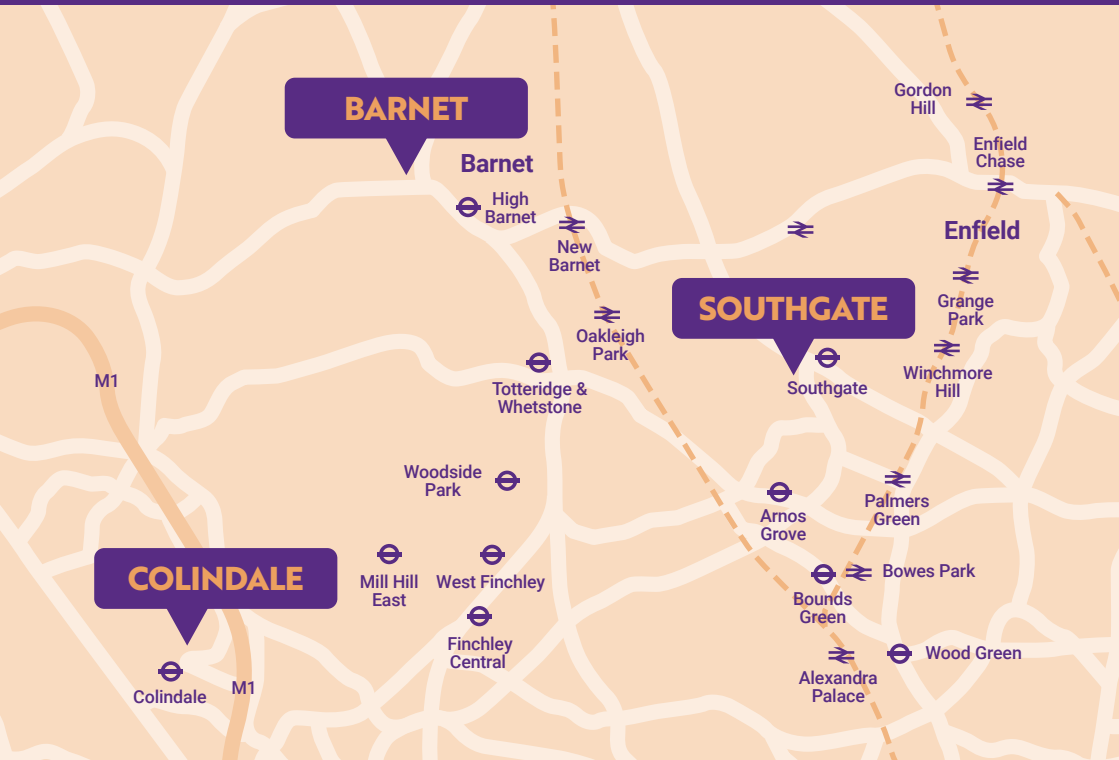 Gordon
Hill
BARNET
Enfield
Chase
Barnet
High
Barnet
Enfield
New
Barnet
SOUTHGATE
Grange
Park
Oakleigh
Park
M1
Southgate
Winchmore
Hill
Totteridge &
Whetstone
Woodside
Park
Palmers
Green
Arnos
Grove
COLINDALE
Mill Hill
East
West Finchley
Bowes Park
Bounds
Green
Finchley
Central
Wood Green
Alexandra
Palace
Colindale
M1